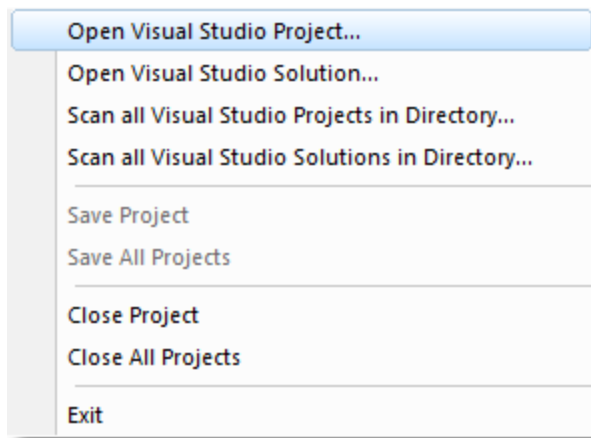 Open Visual Studio Project...
Open Visual Studio Solution...
Scan all Visual Studio Projects in Directory...
Scan all Visual Studio Solutions in Directory...
Save Project
Save All Projects
Close Project
Close All Projects
Exit